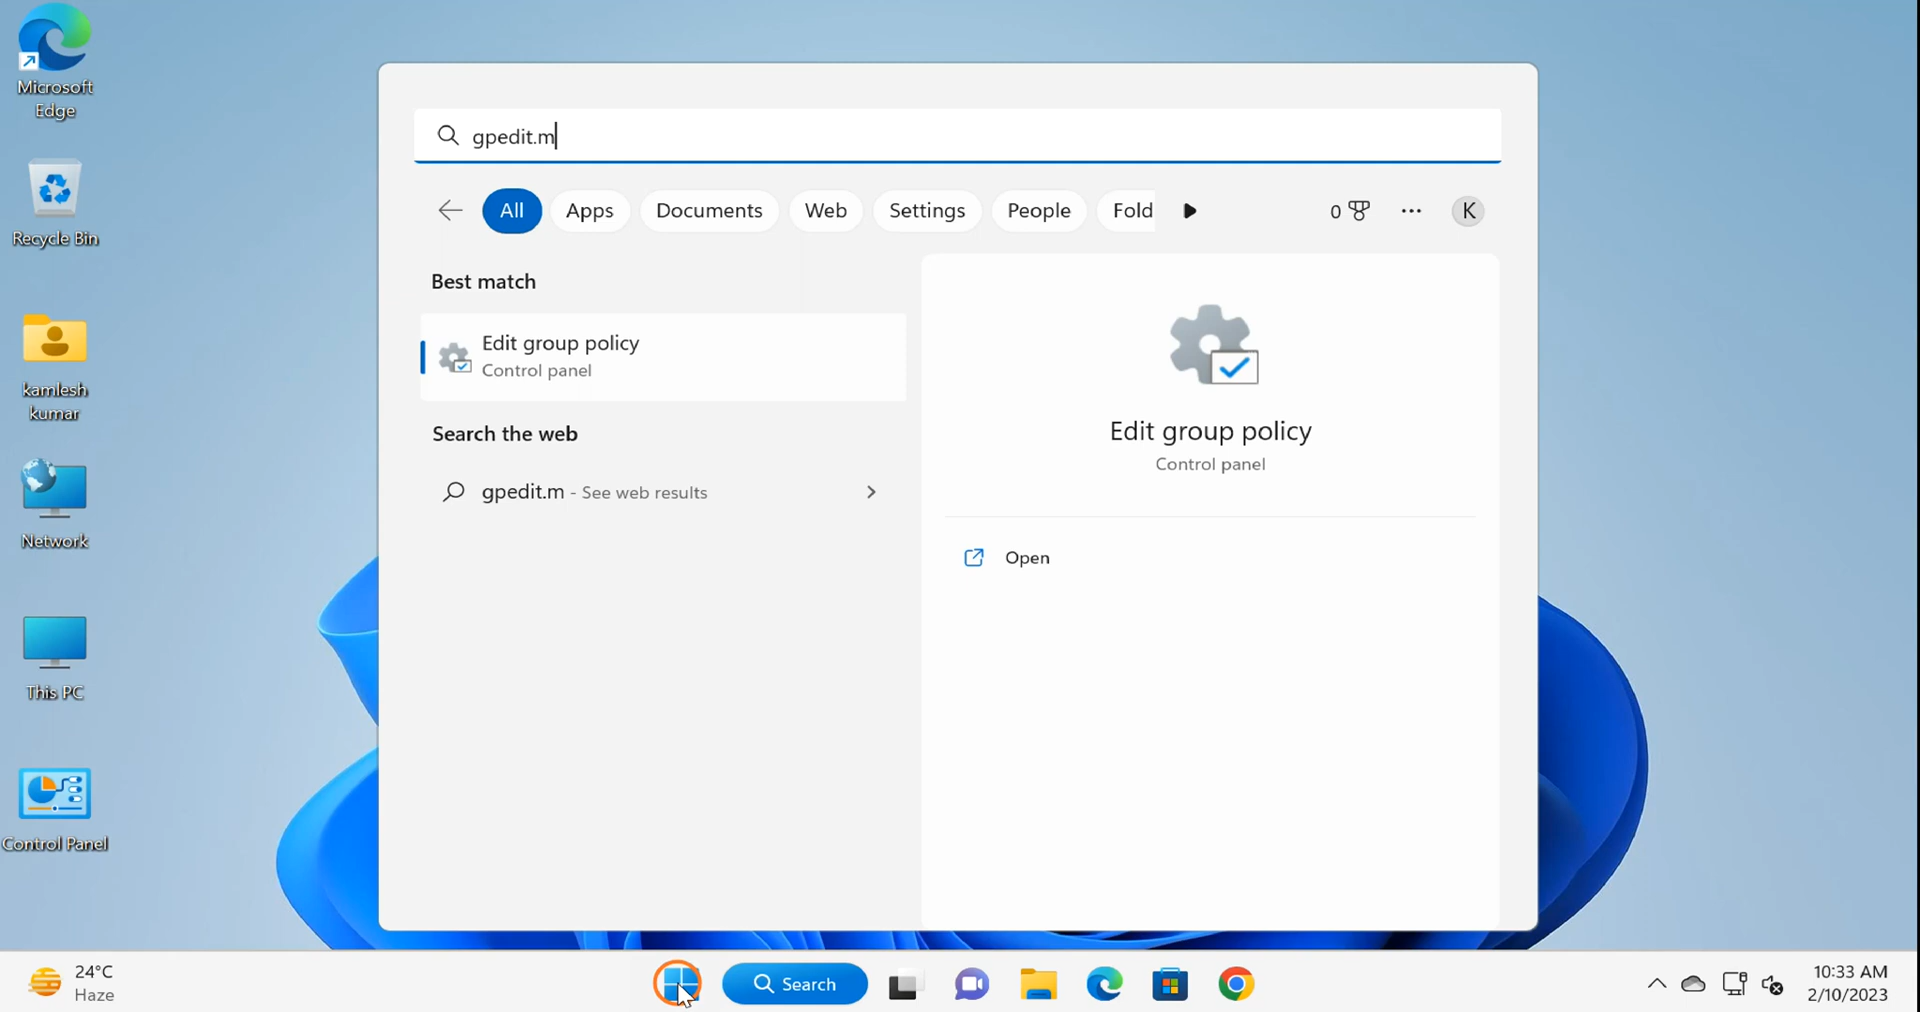 Microsoft
Edge
Recycle Bin
kamlesh
kumar
Network
This PC
Control Panel
gpedit.m
All Apps Documents Web Settings People Fold 0 ... K
Best match
Edit group policy
Control panel
Search the web
gpedit.m - See web results
Edit group policy
Control panel
Open
24°C
Haze
Search
10:33 AM
2/10/2023